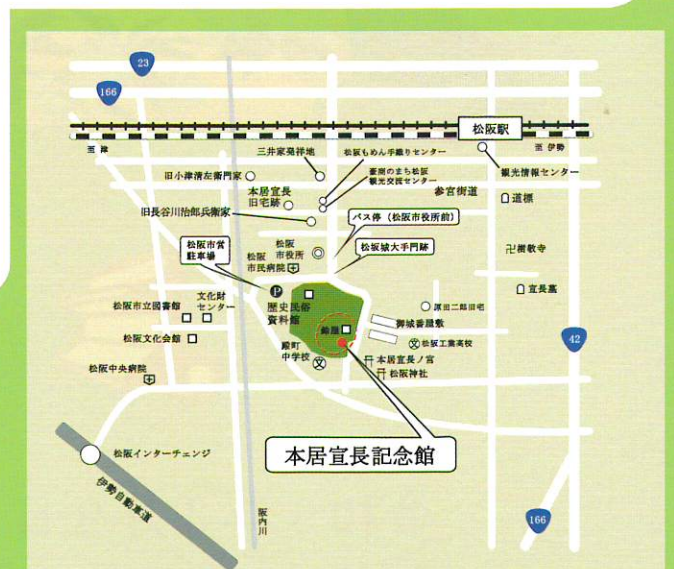 23
166
松阪駅
至 津
至 伊勢
三井家発祥地
松阪もめん手織りセンター
観光情報センター
旧小津清左衛門家
豪商のまち松阪
観光交流センター
参宮街道
道標
本居宣長
旧宅跡
旧長谷川治郎兵衛家
バス停（松阪市役所前）
松阪市営
駐車場
松阪
市役所
松坂城大手門跡
樹敬寺
松阪
市民病院
宣長墓
P
歴史民俗
資料館
文化財
センター
松阪市立図書館
原田二郎旧宅
御城番屋敷
鈴屋
松阪工業高校
42
松阪文化会館
殿町
中学校
文
文
本居宣長ノ宮
松阪神社
松阪中央病院
本居宣長記念館
松阪インターチェンジ
伊勢自動車道
阪内川
166